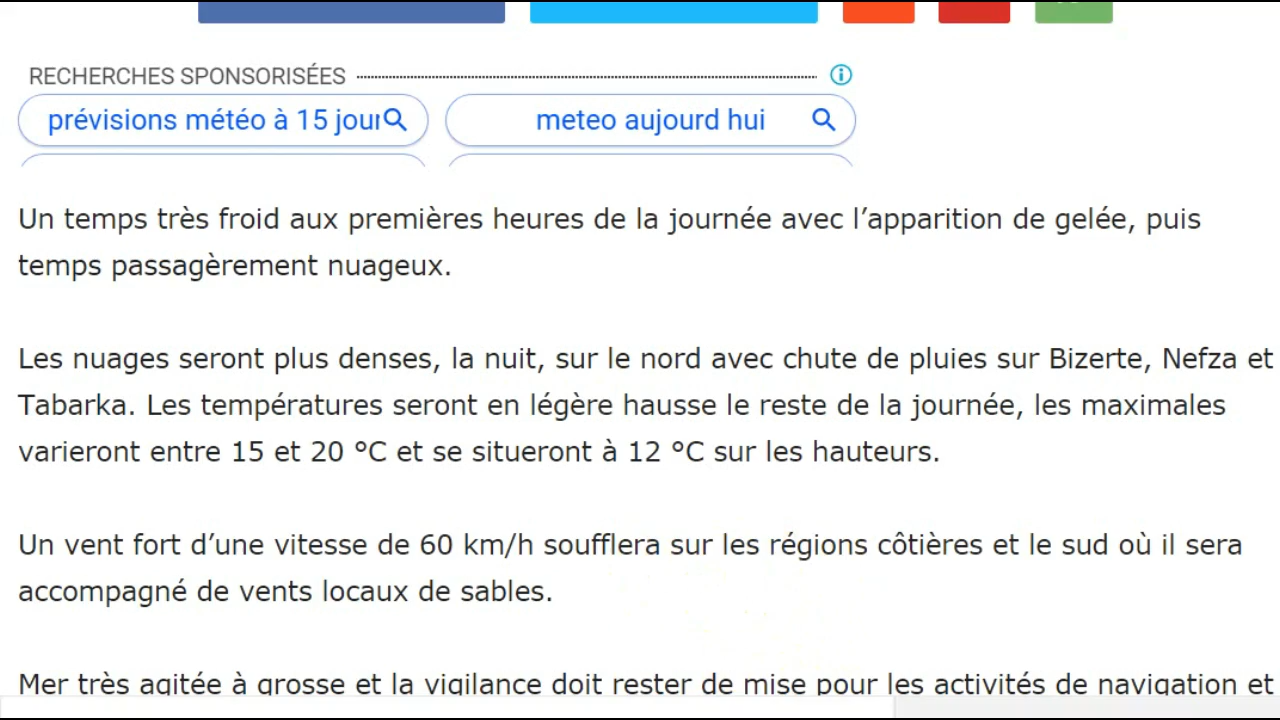 RECHERCHES SPONSORISÉES
prévisions météo à 15 jour
meteo aujourd hui
Un temps très froid aux premières heures de la journée avec l’apparition de gelée, puis
temps passagèrement nuageux.
Les nuages seront plus denses, la nuit, sur le nord avec chute de pluies sur Bizerte, Nefza et
Tabarka. Les températures seront en légère hausse le reste de la journée, les maximales
varieront entre 15 et 20 °C et se situeront à 12 °C sur les hauteurs.
Un vent fort d’une vitesse de 60 km/h soufflera sur les régions côtières et le sud où il sera
accompagné de vents locaux de sables.
Mer très agitée à grosse et la vigilance doit rester de mise pour les activités de navigation et